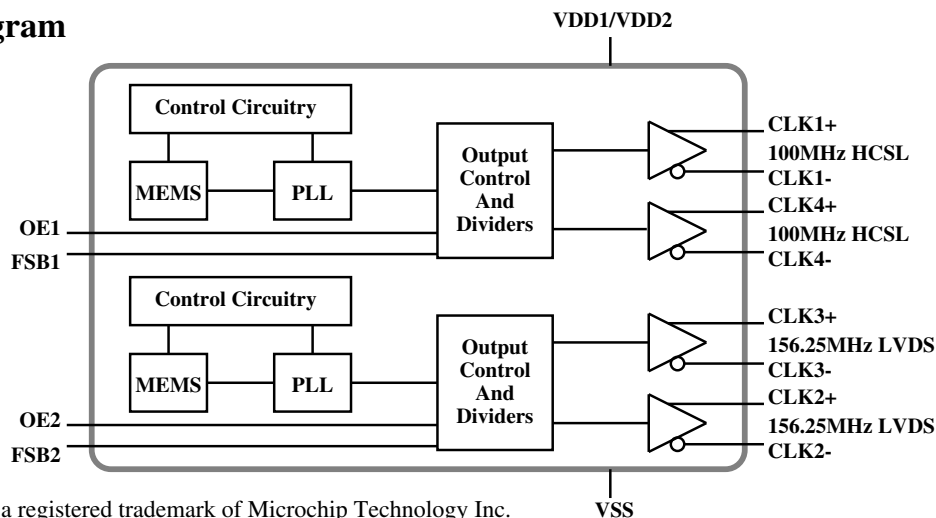 gram
VDD1/VDD2
Control Circuitry
MEMS
PLL
Output
Control
And
Dividers
CLK1+
100MHz HCSL
CLK1-
CLK4+
100MHz HCSL
CLK4-
OE1
FSB1
Control Circuitry
MEMS
PLL
Output
Control
And
Dividers
CLK3+
156.25MHz LVDS
CLK3-
CLK2+
156.25MHz LVDS
CLK2-
OE2
FSB2
a registered trademark of Microchip Technology Inc.
VSS